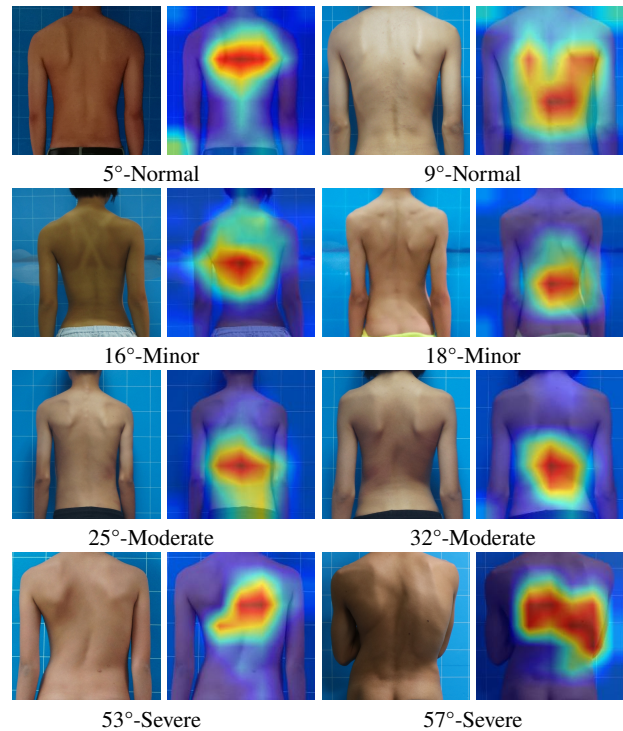 5°-Normal
9°-Normal
16°-Minor
18°-Minor
25°-Moderate
32°-Moderate
53°-Severe
57°-Severe